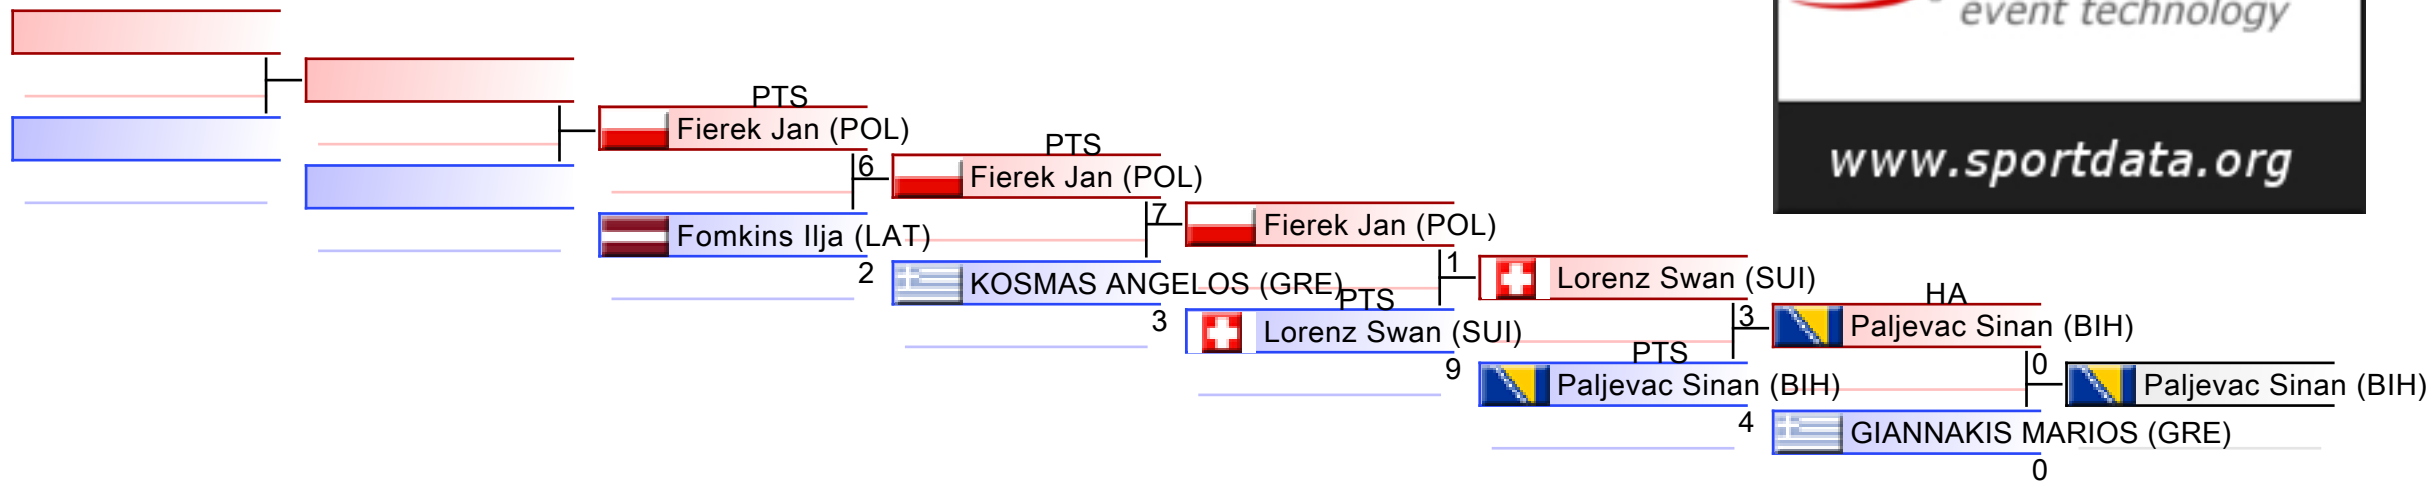 event technology
www.sportdata.org
PTS
Fierek Jan (POL)
6
Fomkins Ilja (LAT)
2
PTS
Fierek Jan (POL)
7
KOSMAS ANGELOS (GRE)
3
Fierek Jan (POL)
1
PTS
Lorenz Swan (SUI)
9
Lorenz Swan (SUI)
3
PTS
Paljevac Sinan (BIH)
4
HA
Paljevac Sinan (BIH)
0
GIANNAKIS MARIOS (GRE)
0
Paljevac Sinan (BIH)